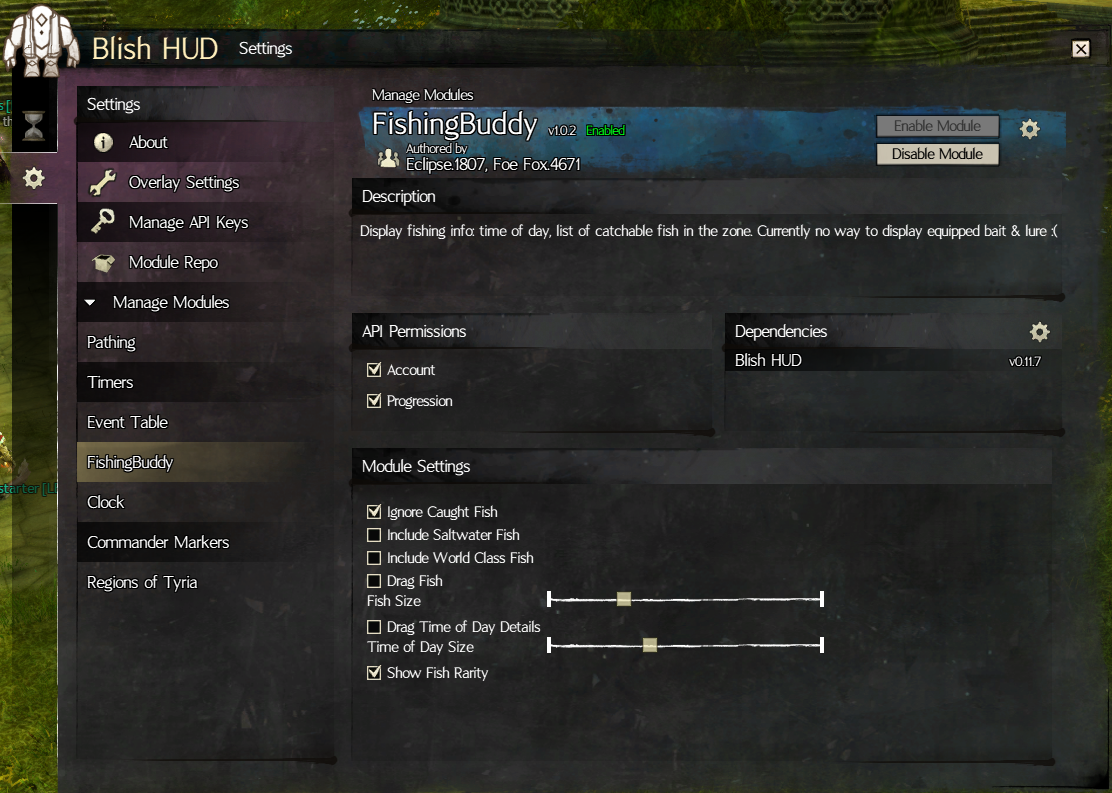 Blish HUD Settings
Settings
About
Overlay Settings
Manage API Keys
Module Repo
Manage Modules
Pathing
Timers
Event Table
FishingBuddy
Clock
Commander Markers
Regions of Tyria
Manage Modules
FishingBuddy v1.0.2 Enabled
Authored by
Eclipse.1807, Foe Fox.4671
Enable Module
Disable Module
Description
Display fishing info: time of day, list of catchable fish in the zone. Currently no way to display equipped bait & lure :(
API Permissions
Account
Progression
Dependencies
Blish HUD v0.11.7
Module Settings
Ignore Caught Fish
Include Saltwater Fish
Include World Class Fish
Drag Fish
Fish Size
Drag Time of Day Details
Time of Day Size
Show Fish Rarity